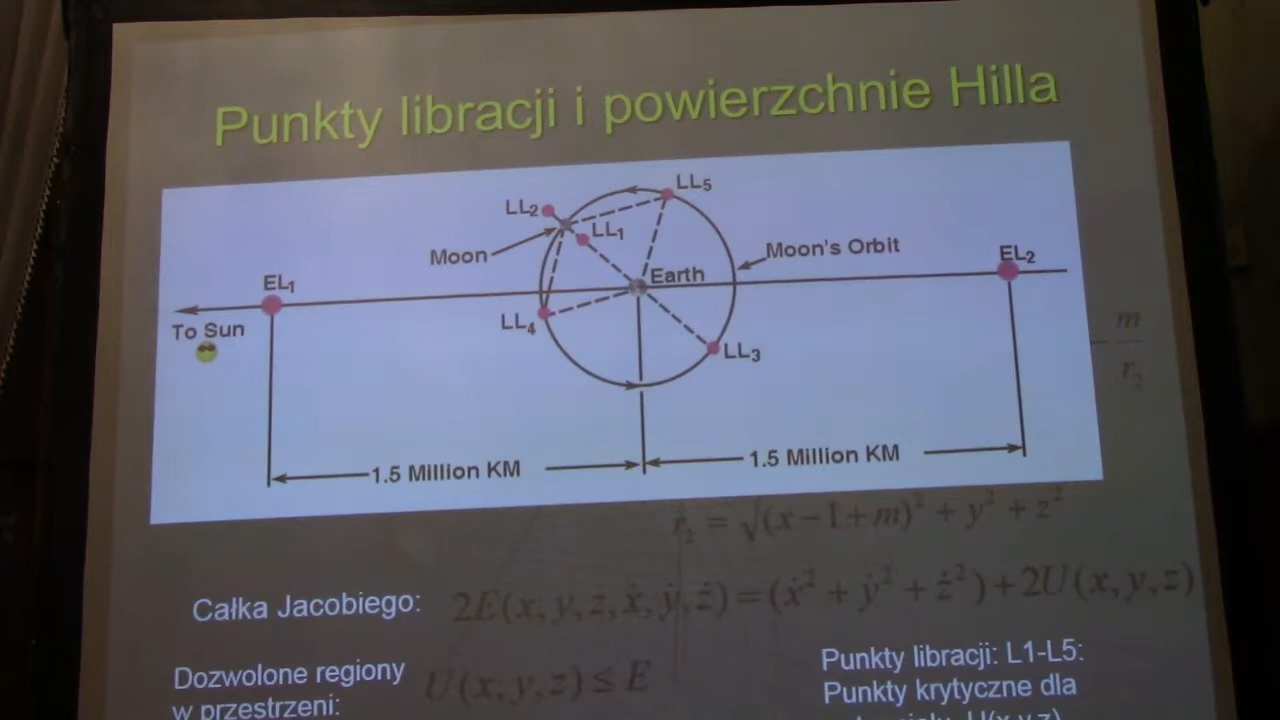 Punkty libracji i powierzchnie Hilla
LL₅
LL₂
LL₁
Moon
Moon's Orbit
EL₂
Earth
EL₁
To Sun
LL₄
LL₃
m
r₂
1.5 Million KM
1.5 Million KM
r₂ = √(x−1+m)² + y² + z²
Całka Jacobiego: 2E(x, y, z, ẋ, ẏ, ż) = (ẋ² + ẏ² + ż²) + 2U(x, y, z)
Dozwolone regiony
w przestrzeni:
U(x, y, z) ≤ E
Punkty libracji: L1-L5:
Punkty krytyczne dla
U(x,y,z)